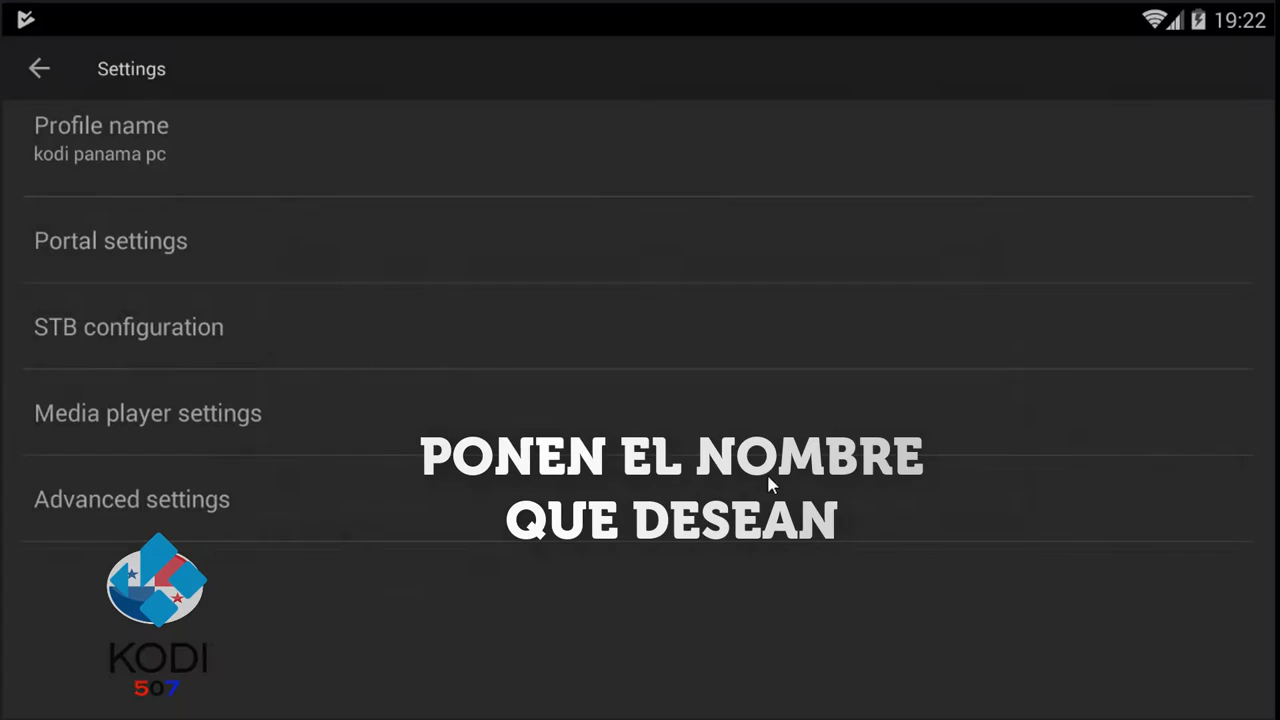 19:22
Settings
Profile name
kodi panama pc
Portal settings
STB configuration
Media player settings
Advanced settings
PONEN EL NOMBRE
QUE DESEAN
KODI
507